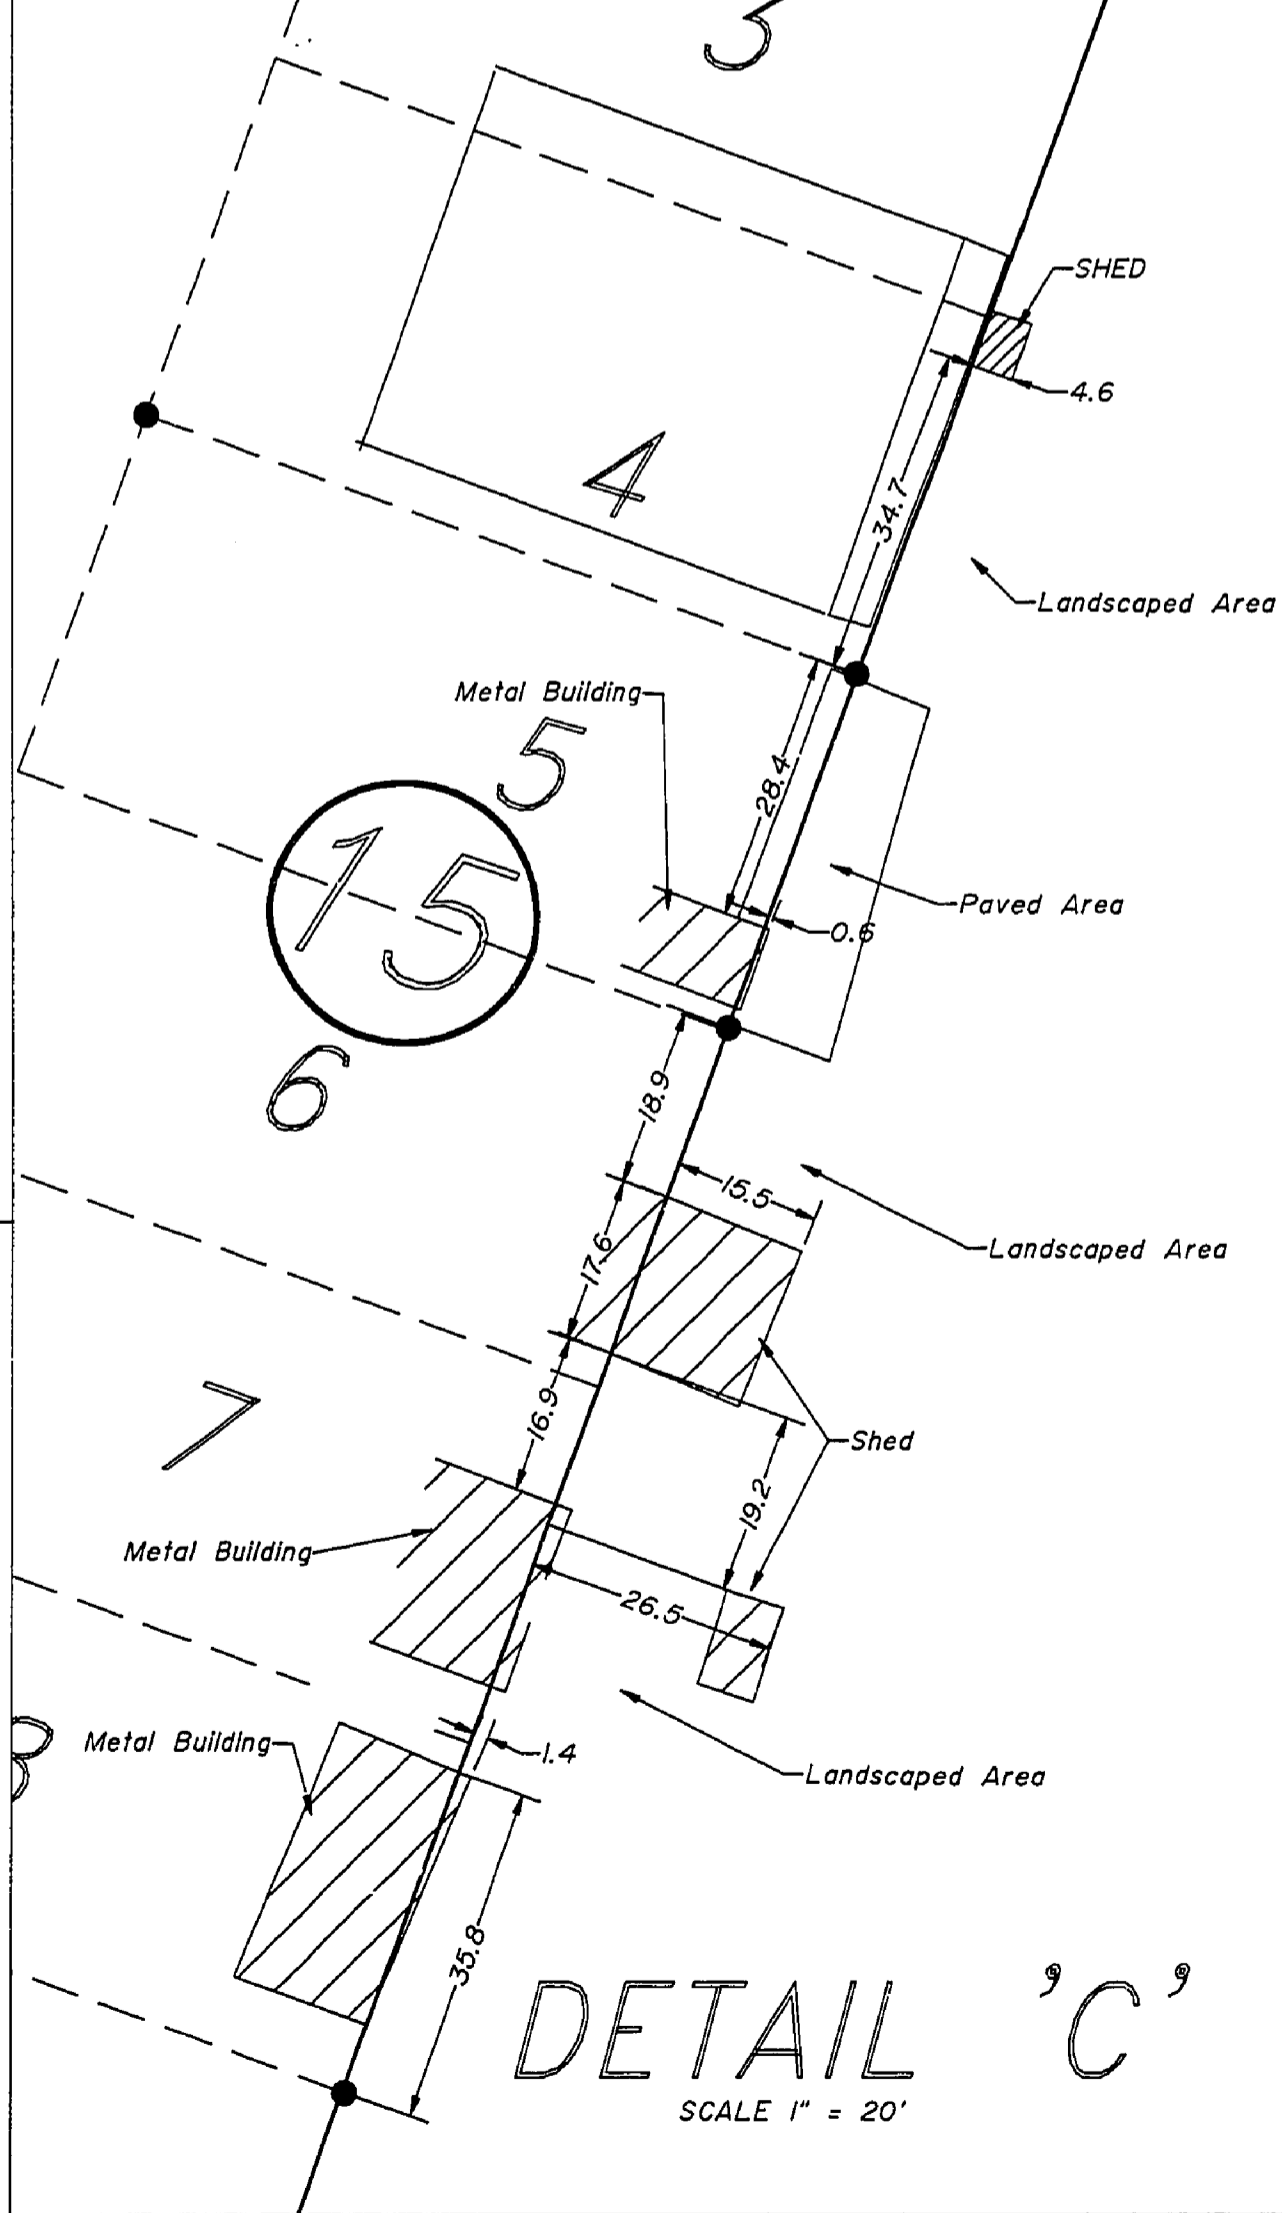 3
SHED
4.6
4
34.7
Landscaped Area
Metal Building
5
28.4
15
Paved Area
0.6
6
18.9
15.5
Landscaped Area
17.6
7
16.9
Shed
19.2
Metal Building
26.5
8
Metal Building
1.4
Landscaped Area
35.8
DETAIL 'C'
SCALE 1" = 20'